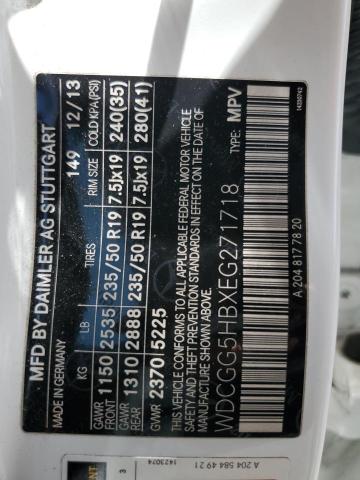 MFD BY DAIMLER AG STUTTGART
MADE IN GERMANY 149 12/13
KG LB TIRES RIM SIZE COLD KPA (PSI)
GAWR FRONT 1150 2535 235/50 R19 7.5Jx19 240(35)
GAWR REAR 1310 2888 235/50 R19 7.5Jx19 280(41)
GVWR 2370 5225
THIS VEHICLE CONFORMS TO ALL APPLICABLE FEDERAL MOTOR VEHICLE
SAFETY, BUMPER, AND THEFT PREVENTION STANDARDS
IN EFFECT ON THE DATE OF MANUFACTURE SHOWN ABOVE.
WDCGG5HBXEG271718 TYPE: MPV
A 204 817 78 20
14230742
A 204 584 49 21
1423074
3